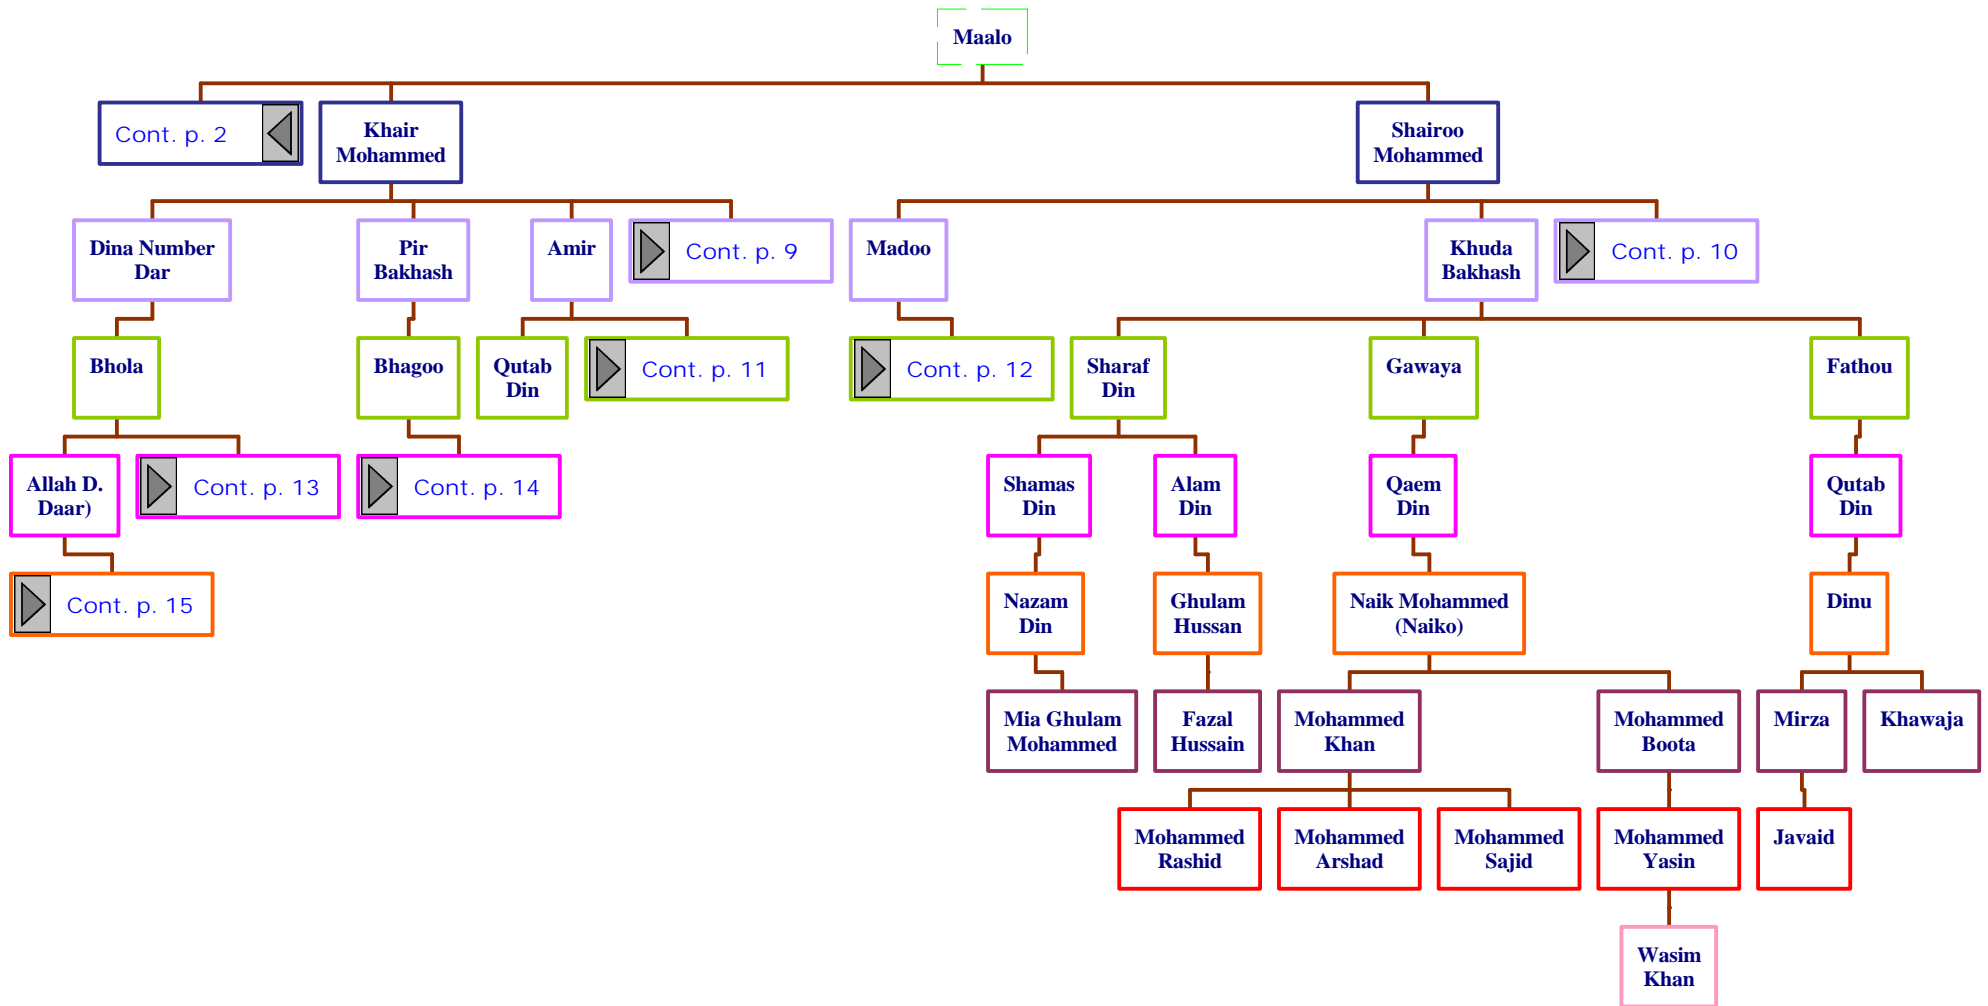 Maalo
Cont. p. 2
Khair
Mohammed
Shairoo
Mohammed
Dina Number
Dar
Pir
Bakhash
Amir
Cont. p. 9
Madoo
Khuda
Bakhash
Cont. p. 10
Bhola
Bhagoo
Qutab
Din
Cont. p. 11
Cont. p. 12
Sharaf
Din
Gawaya
Fathou
Allah D.
Daar)
Cont. p. 13
Cont. p. 14
Shamas
Din
Alam
Din
Qaem
Din
Qutab
Din
Cont. p. 15
Nazam
Din
Ghulam
Hussan
Naik Mohammed
(Naiko)
Dinu
Mia Ghulam
Mohammed
Fazal
Hussain
Mohammed
Khan
Mohammed
Boota
Mirza
Khawaja
Mohammed
Rashid
Mohammed
Arshad
Mohammed
Sajid
Mohammed
Yasin
Javaid
Wasim
Khan